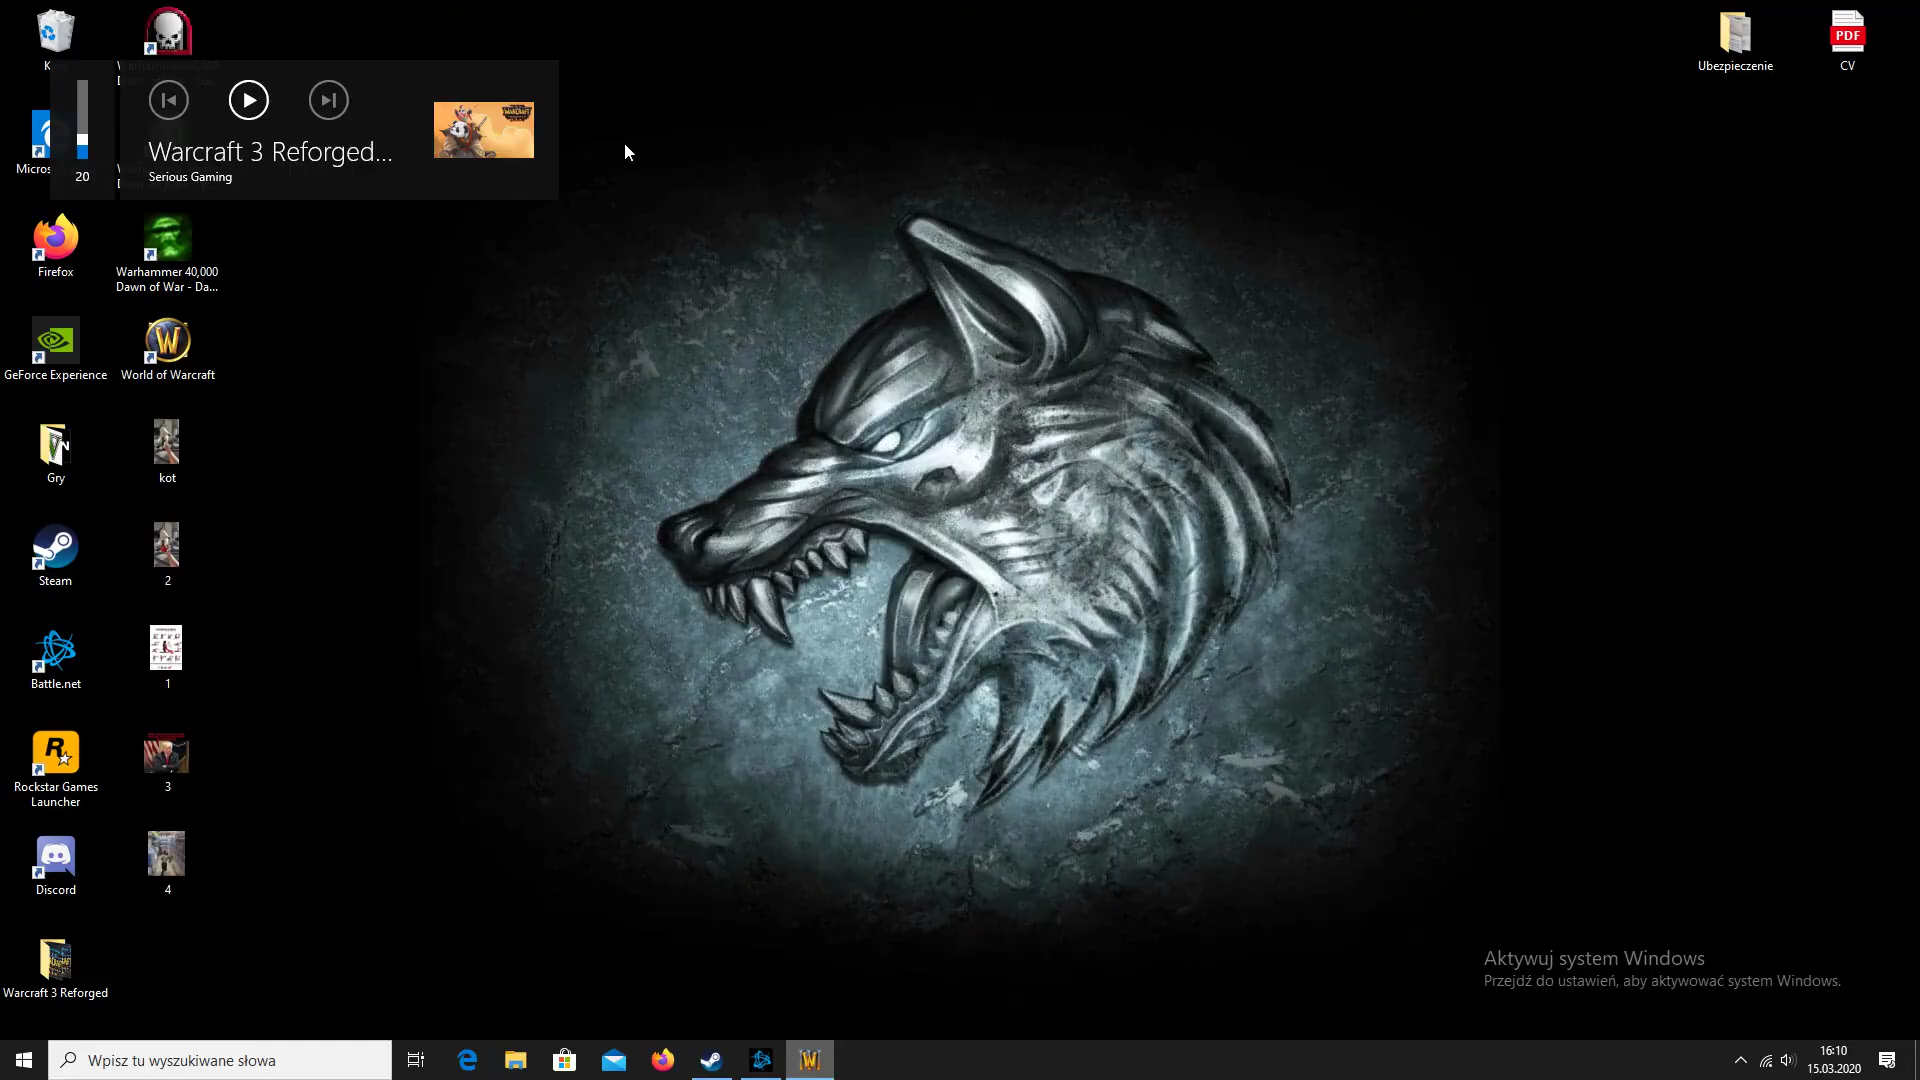 Ubezpieczenie
CV
PDF
20
Warcraft 3 Reforged...
Serious Gaming
Firefox
Warhammer 40,000
Dawn of War - Da...
GeForce Experience
World of Warcraft
Gry
kot
Steam
2
Battle.net
1
Rockstar Games
Launcher
3
Discord
4
Warcraft 3 Reforged
Aktywuj system Windows
Przejdź do ustawień, aby aktywować system Windows.
Wpisz tu wyszukiwane słowa
16:10
15.03.2020